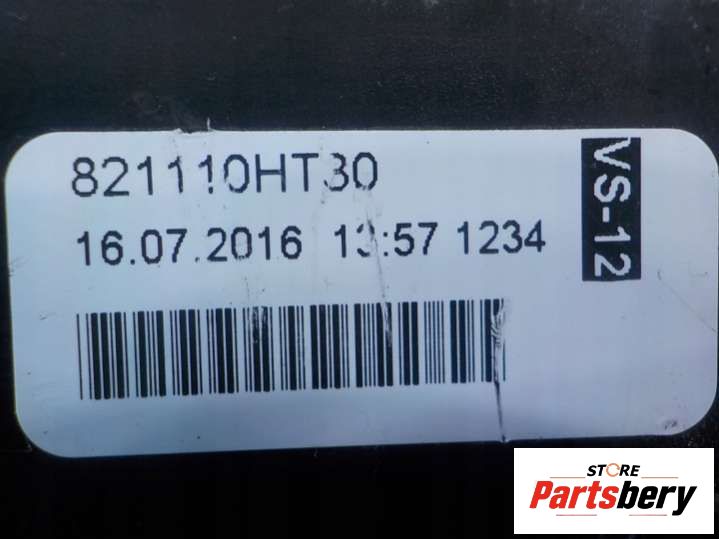 821110HT30
16.07.2016 13:57 1234
VS-12
STORE
Partsbery